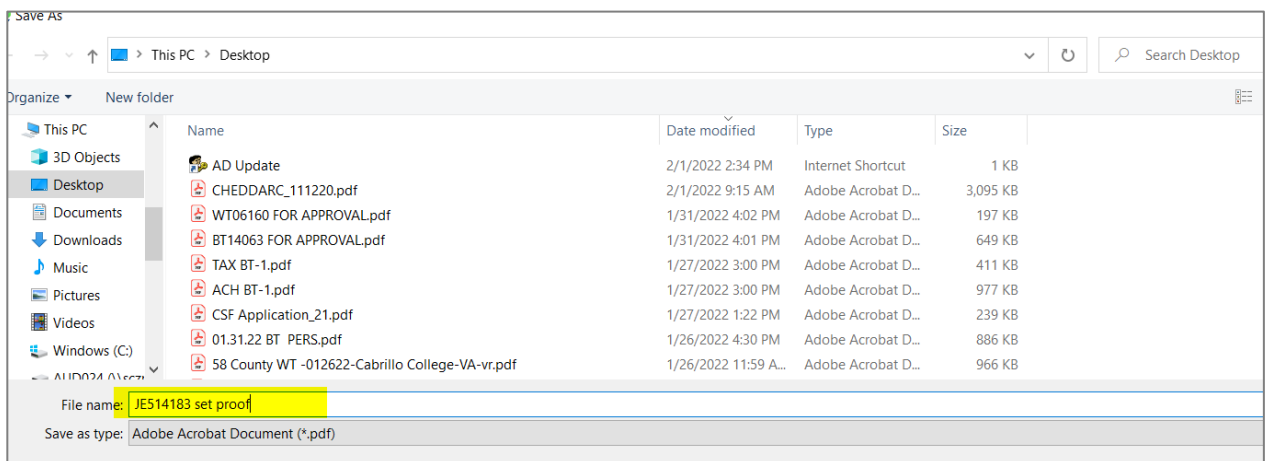 Save As
This PC > Desktop
Search Desktop
Organize
New folder
This PC
3D Objects
Desktop
Documents
Downloads
Music
Pictures
Videos
Windows (C:)
Name Date modified Type Size
AD Update 2/1/2022 2:34 PM Internet Shortcut 1 KB
CHEDDARC_111220.pdf 2/1/2022 9:15 AM Adobe Acrobat D... 3,095 KB
WT06160 FOR APPROVAL.pdf 1/31/2022 4:02 PM Adobe Acrobat D... 197 KB
BT14063 FOR APPROVAL.pdf 1/31/2022 4:01 PM Adobe Acrobat D... 649 KB
TAX BT-1.pdf 1/27/2022 3:00 PM Adobe Acrobat D... 411 KB
ACH BT-1.pdf 1/27/2022 3:00 PM Adobe Acrobat D... 977 KB
CSF Application_21.pdf 1/27/2022 1:22 PM Adobe Acrobat D... 239 KB
01.31.22 BT PERS.pdf 1/26/2022 4:30 PM Adobe Acrobat D... 886 KB
58 County WT -012622-Cabrillo College-VA-vr.pdf 1/26/2022 11:59 A... Adobe Acrobat D... 966 KB
File name: JE514183 set proof
Save as type: Adobe Acrobat Document (*.pdf)